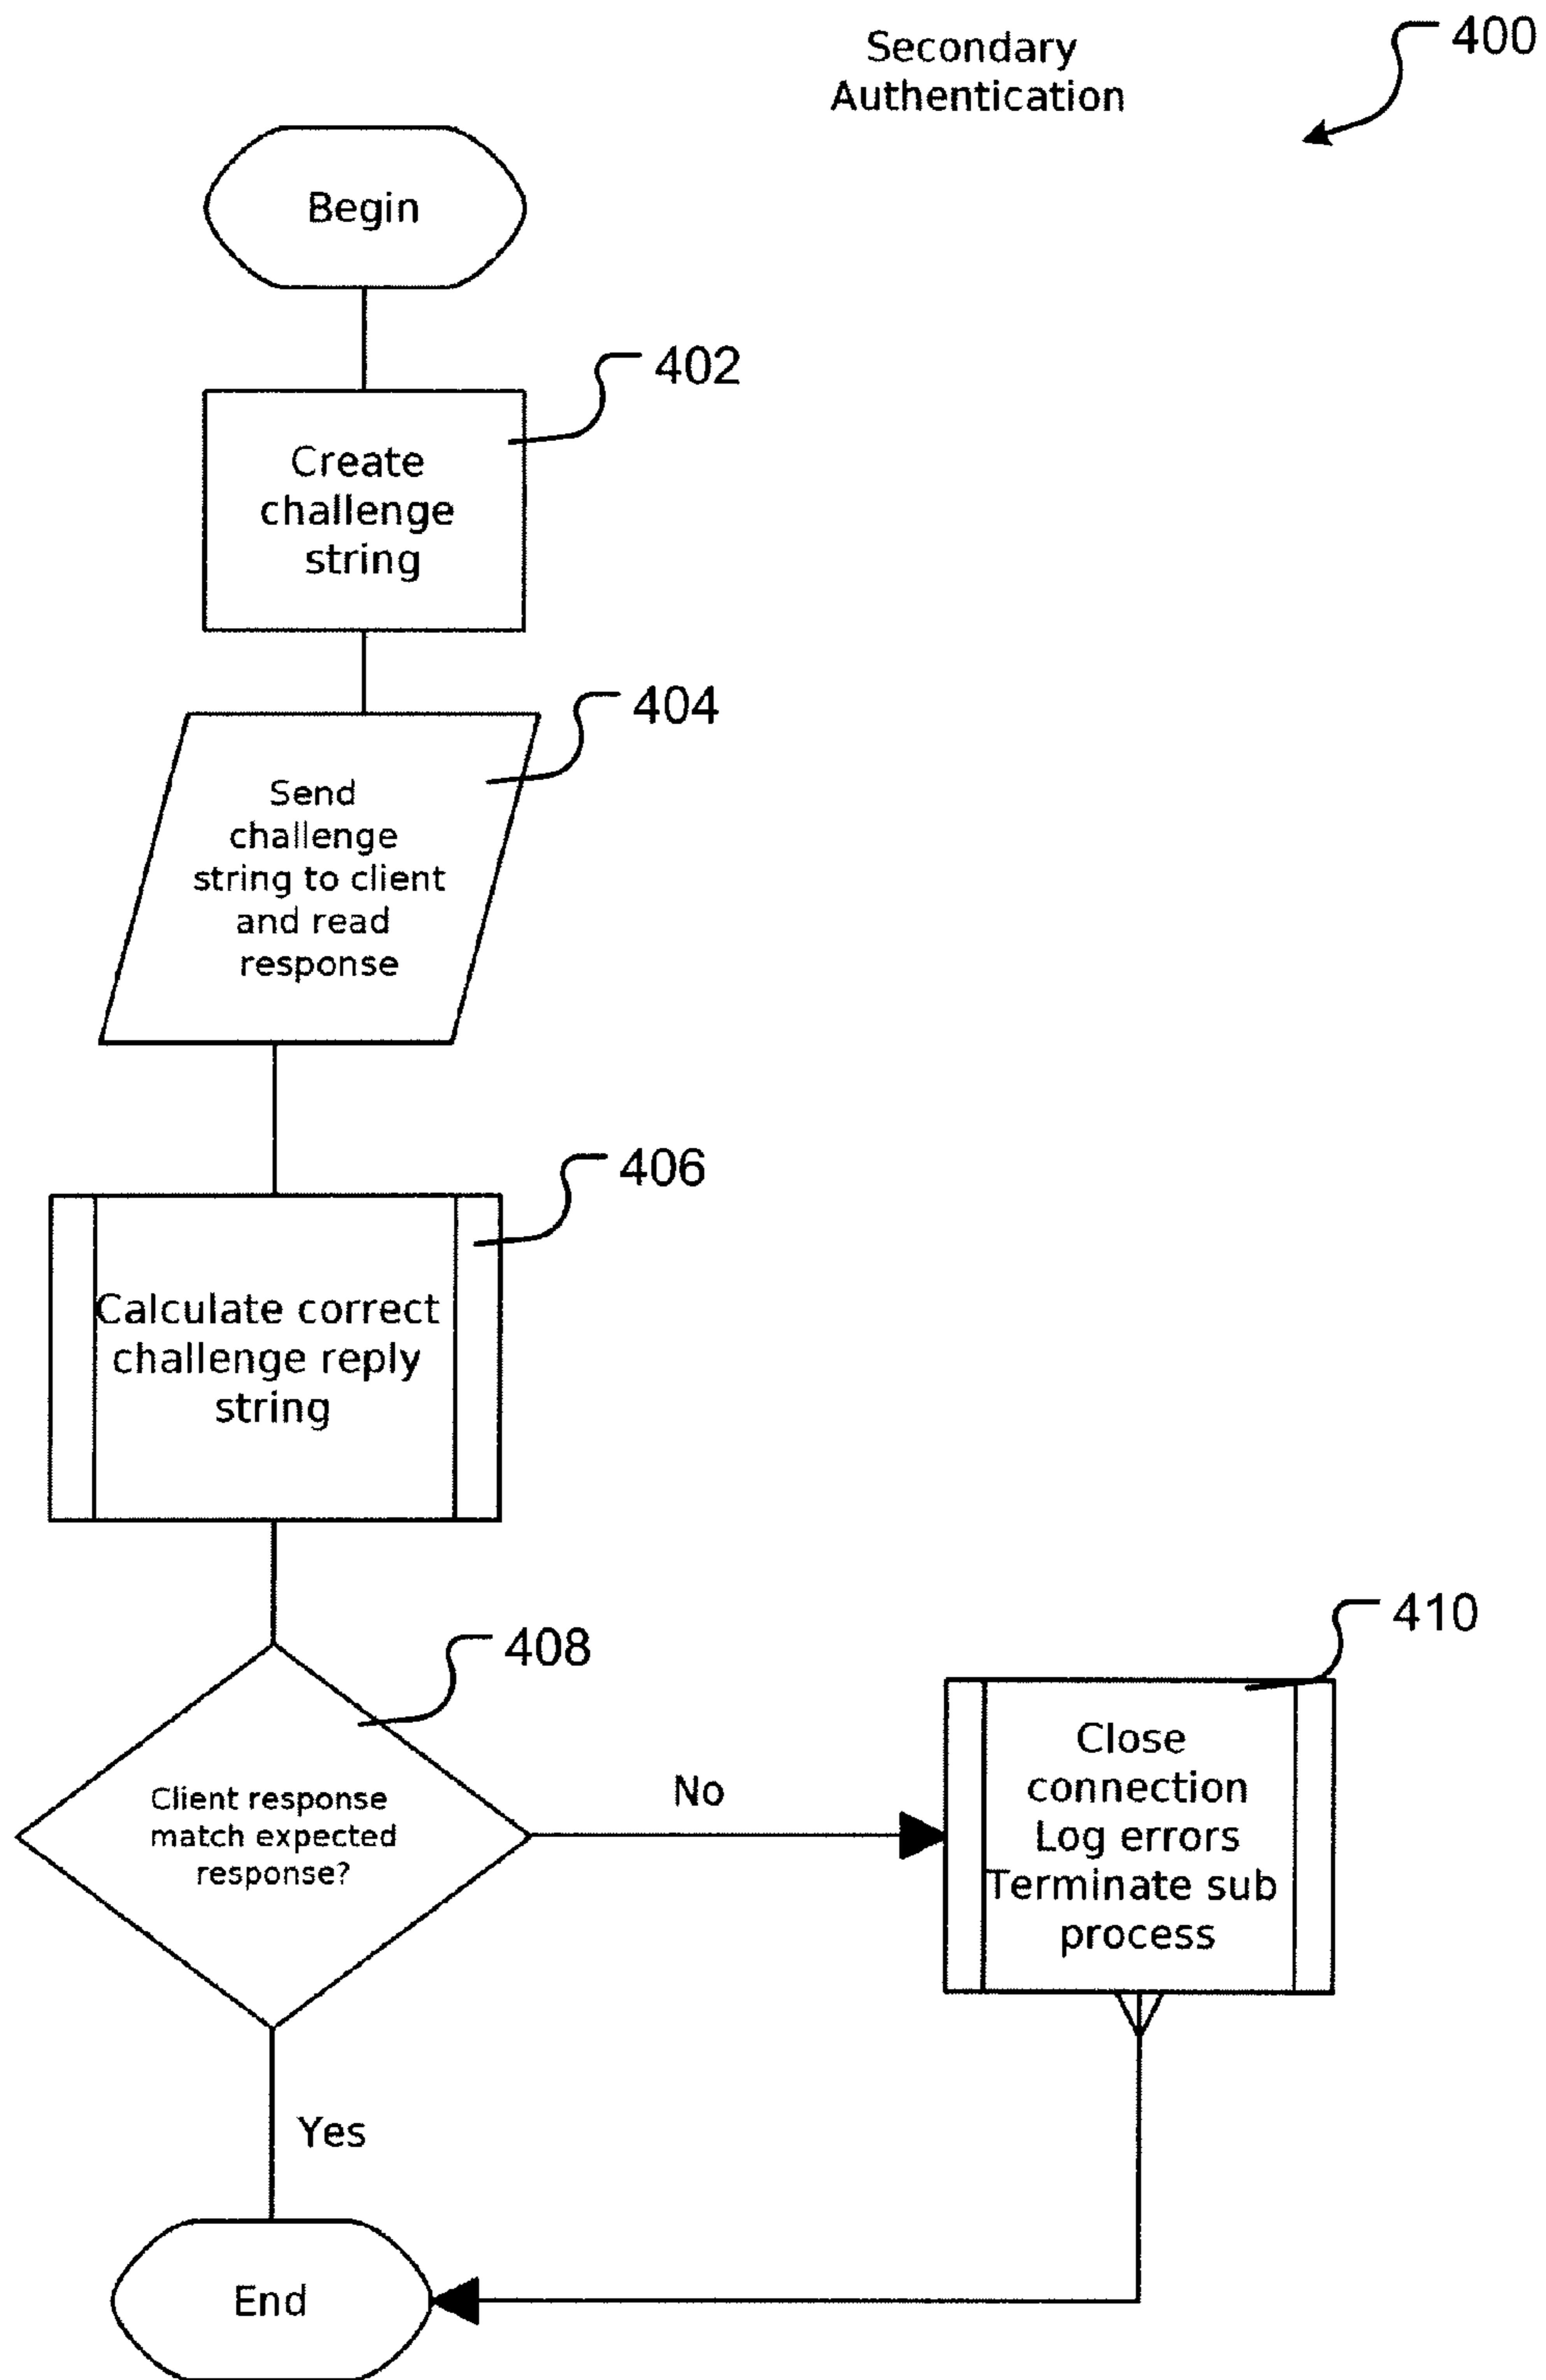 Secondary
Authentication
400
Begin
402
Create
challenge
string
404
Send
challenge
string to client
and read
response
406
Calculate correct
challenge reply
string
408
Client response
match expected
response?
No
410
Close
connection
Log errors
Terminate sub
process
Yes
End